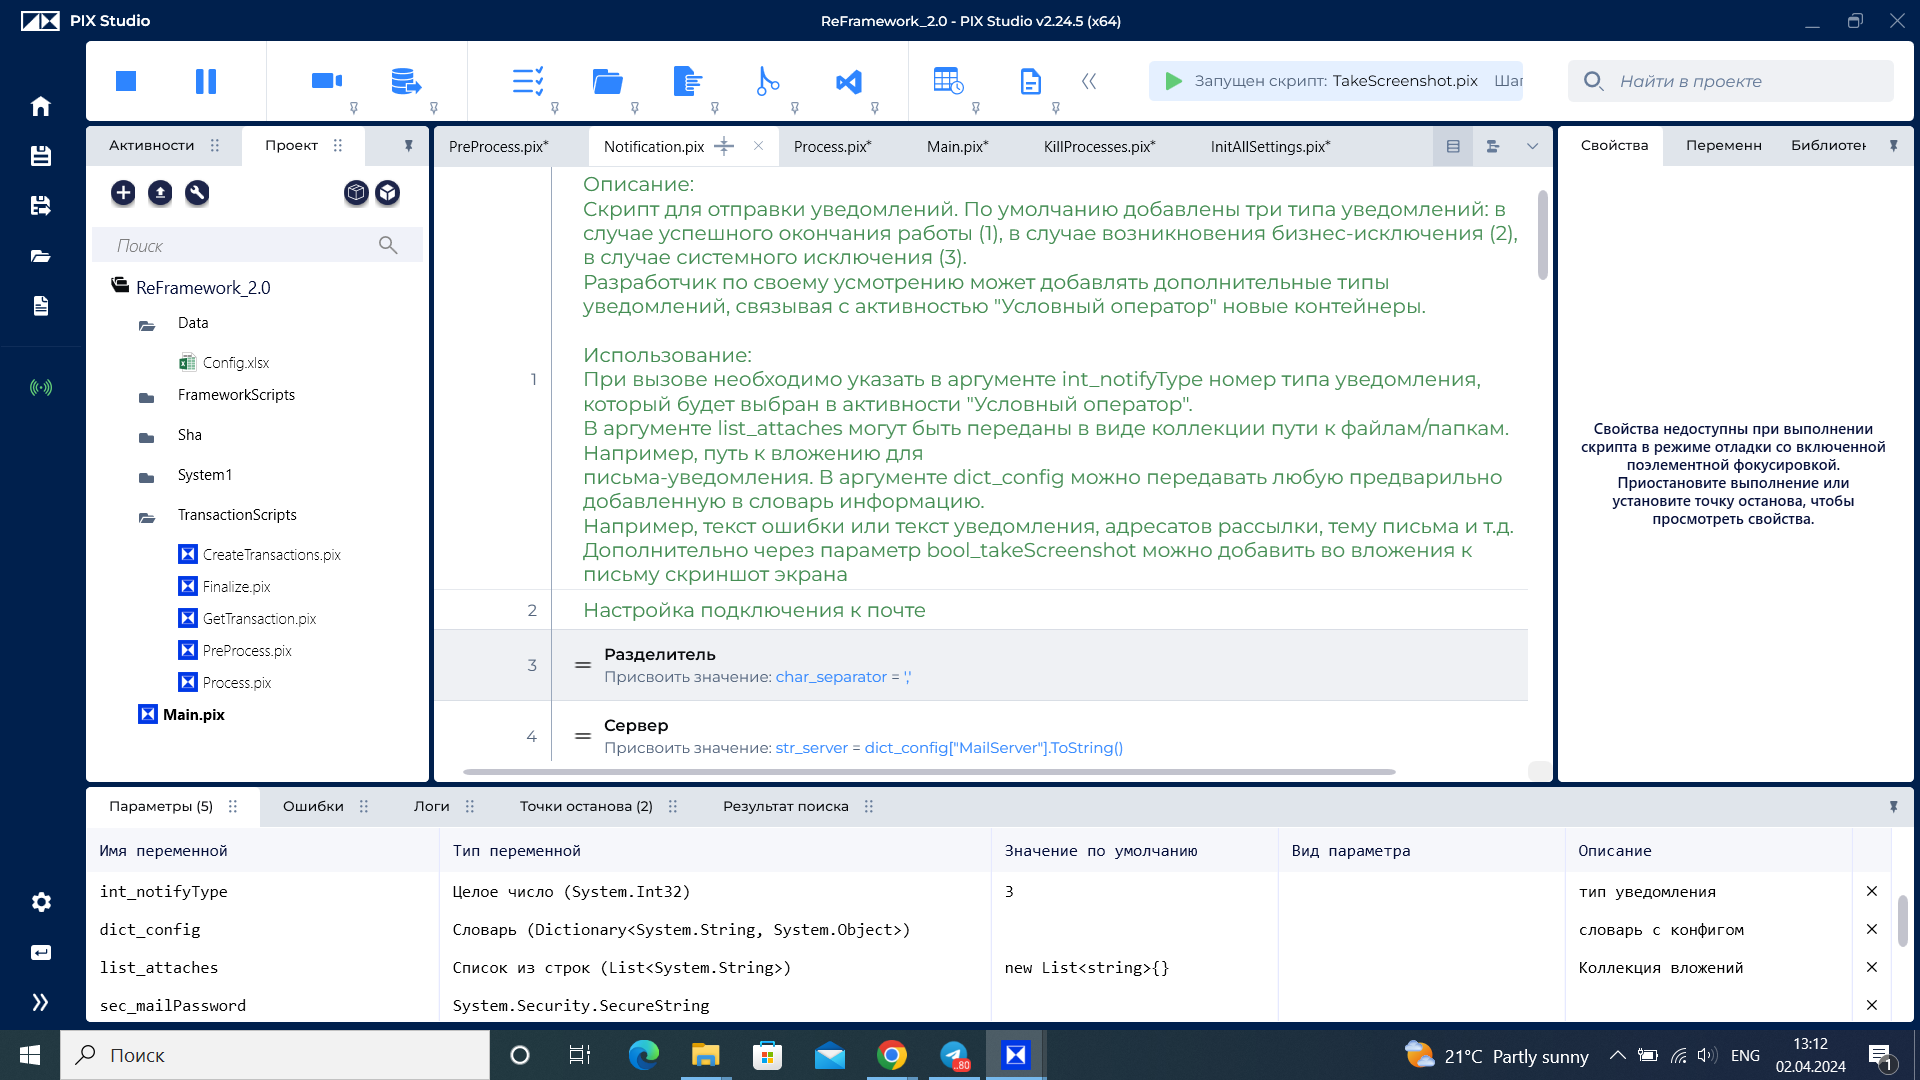 PIX Studio
ReFramework_2.0 - PIX Studio v2.24.5 (x64)
Запущен скрипт: TakeScreenshot.pix
Найти в проекте
Активности
Проект
PreProcess.pix*
Notification.pix
Process.pix*
Main.pix*
KillProcesses.pix*
InitAllSettings.pix*
Свойства
Переменн
Библиотек
Поиск
ReFramework_2.0
Data
Config.xlsx
FrameworkScripts
Sha
System1
TransactionScripts
CreateTransactions.pix
Finalize.pix
GetTransaction.pix
PreProcess.pix
Process.pix
Main.pix
Описание:
Скрипт для отправки уведомлений. По умолчанию добавлены три типа уведомлений: в
случае успешного окончания работы (1), в случае возникновения бизнес-исключения (2),
в случае системного исключения (3).
Разработчик по своему усмотрению может добавлять дополнительные типы
уведомлений, связывая с активностью "Условный оператор" новые контейнеры.
Использование:
1
При вызове необходимо указать в аргументе int_notifyType номер типа уведомления,
который будет выбран в активности "Условный оператор".
В аргументе list_attaches могут быть переданы в виде коллекции пути к файлам/папкам.
Например, путь к вложению для
письма-уведомления. В аргументе dict_config можно передавать любую предварильно
добавленную в словарь информацию.
Например, текст ошибки или текст уведомления, адресатов рассылки, тему письма и т.д.
Дополнительно через параметр bool_takeScreenshot можно добавить во вложения к
письму скриншот экрана
2
Настройка подключения к почте
3
Разделитель
Присвоить значение: char_separator = ','
4
Сервер
Присвоить значение: str_server = dict_config["MailServer"].ToString()
Свойства недоступны при выполнении
скрипта в режиме отладки со включенной
поэлементной фокусировкой.
Приостановите выполнение или
установите точку останова, чтобы
просмотреть свойства.
Параметры (5)
Ошибки
Логи
Точки останова (2)
Результат поиска
Имя переменной
Тип переменной
Значение по умолчанию
Вид параметра
Описание
int_notifyType
Целое число (System.Int32)
3
тип уведомления
dict_config
Словарь (Dictionary<System.String, System.Object>)
словарь с конфигом
list_attaches
Список из строк (List<System.String>)
new List<string>{}
Коллекция вложений
sec_mailPassword
System.Security.SecureString
Поиск
..80
21°C Partly sunny
ENG
13:12
02.04.2024
1